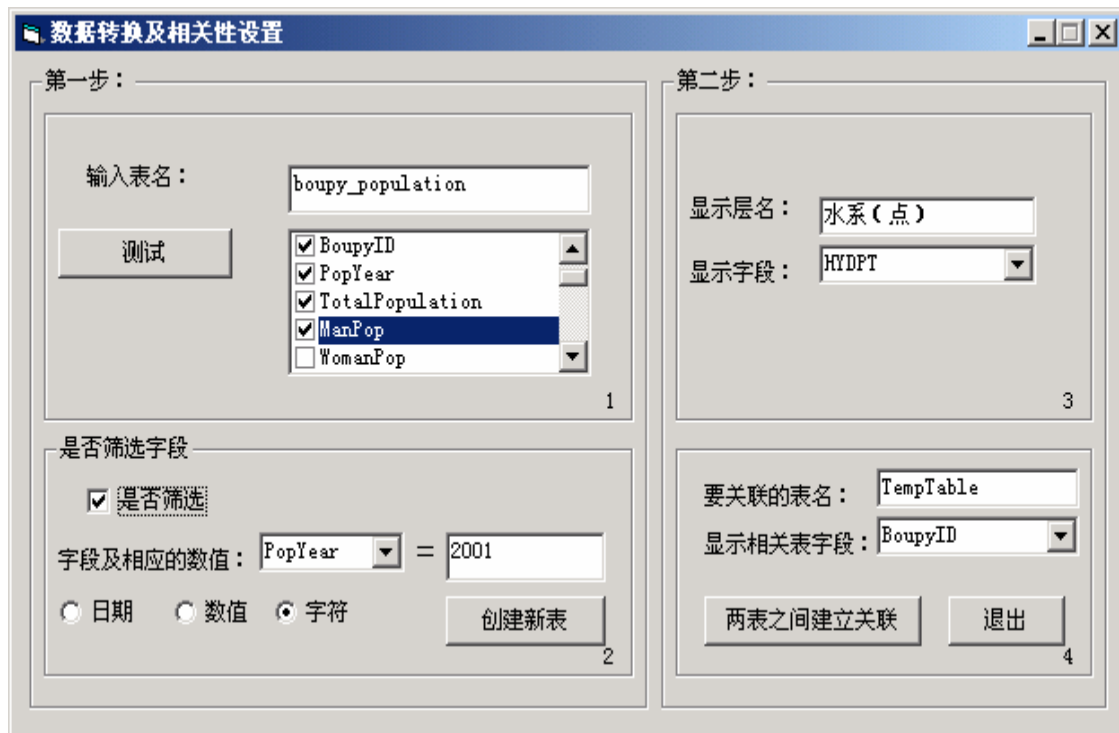 数据转换及相关性设置
第一步：
输入表名：
boupy_population
测试
BoupyID
PopYear
TotalPopulation
ManPop
WomanPop
1
是否筛选字段
是否筛选
字段及相应的数值：
PopYear
=
2001
日期
数值
字符
创建新表
2
第二步：
显示层名：
水系(点)
显示字段：
HYDPT
3
要关联的表名：
TempTable
显示相关表字段：
BoupyID
两表之间建立关联
退出
4